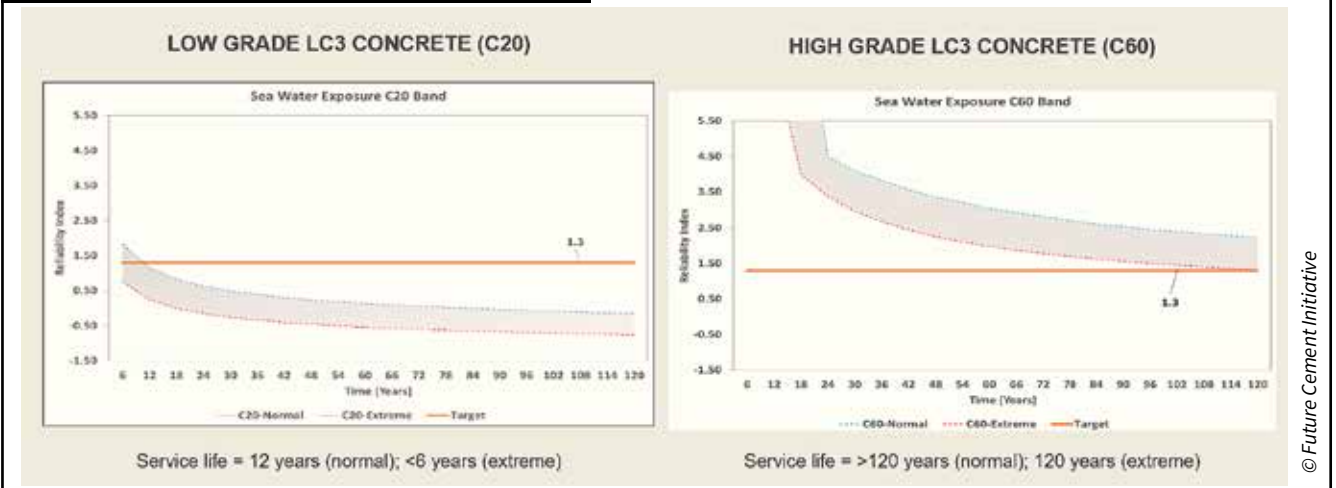 LOW GRADE LC3 CONCRETE (C20)
Sea Water Exposure C20 Band
Reliability Index
5.50
4.50
3.50
2.50
1.50
0.50
-0.50
-1.50
1.3
6 12 18 24 30 36 42 48 54 60 66 72 78 84 90 96 102 108 114 120
Time [Years]
C20-Normal C20-Extreme Target
Service life = 12 years (normal); <6 years (extreme)
HIGH GRADE LC3 CONCRETE (C60)
Sea Water Exposure C60 Band
Reliability Index
5.50
4.50
3.50
2.50
1.50
0.50
-0.50
-1.50
1.3
6 12 18 24 30 36 42 48 54 60 66 72 78 84 90 96 102 108 114 120
Time [Years]
C60-Normal C60-Extreme Target
Service life = >120 years (normal); 120 years (extreme)
© Future Cement Initiative